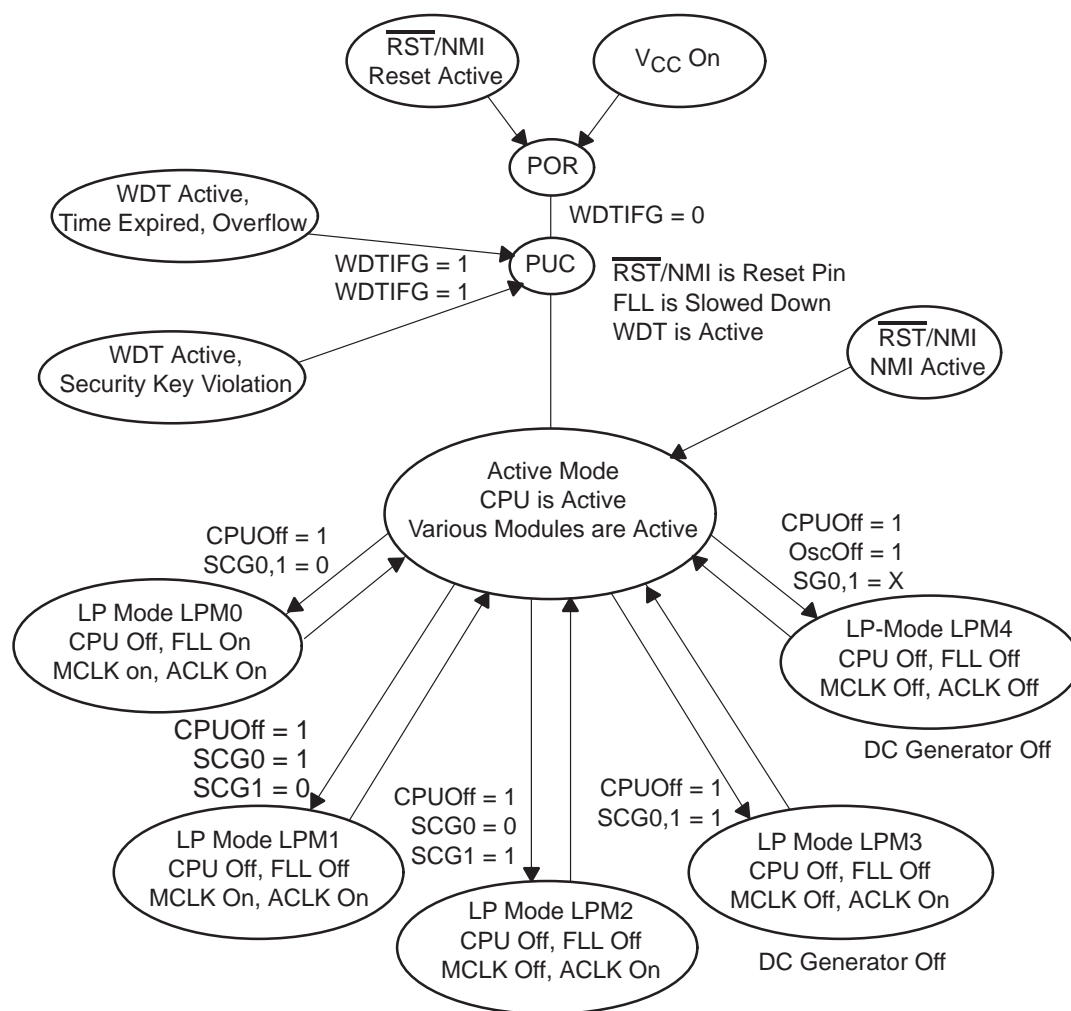 RST/NMI
Reset Active
VCC On
POR
WDTIFG = 0
WDT Active,
Time Expired, Overflow
WDTIFG = 1
WDTIFG = 1
PUC
RST/NMI is Reset Pin
FLL is Slowed Down
WDT is Active
WDT Active,
Security Key Violation
RST/NMI
NMI Active
Active Mode
CPU is Active
Various Modules are Active
CPUOff = 1
SCG0,1 = 0
CPUOff = 1
OscOff = 1
SG0,1 = X
LP Mode LPM0
CPU Off, FLL On
MCLK on, ACLK On
LP-Mode LPM4
CPU Off, FLL Off
MCLK Off, ACLK Off
DC Generator Off
CPUOff = 1
SCG0 = 1
SCG1 = 0
CPUOff = 1
SCG0 = 0
SCG1 = 1
CPUOff = 1
SCG0,1 = 1
LP Mode LPM1
CPU Off, FLL Off
MCLK On, ACLK On
LP Mode LPM2
CPU Off, FLL Off
MCLK Off, ACLK On
LP Mode LPM3
CPU Off, FLL Off
MCLK Off, ACLK On
DC Generator Off